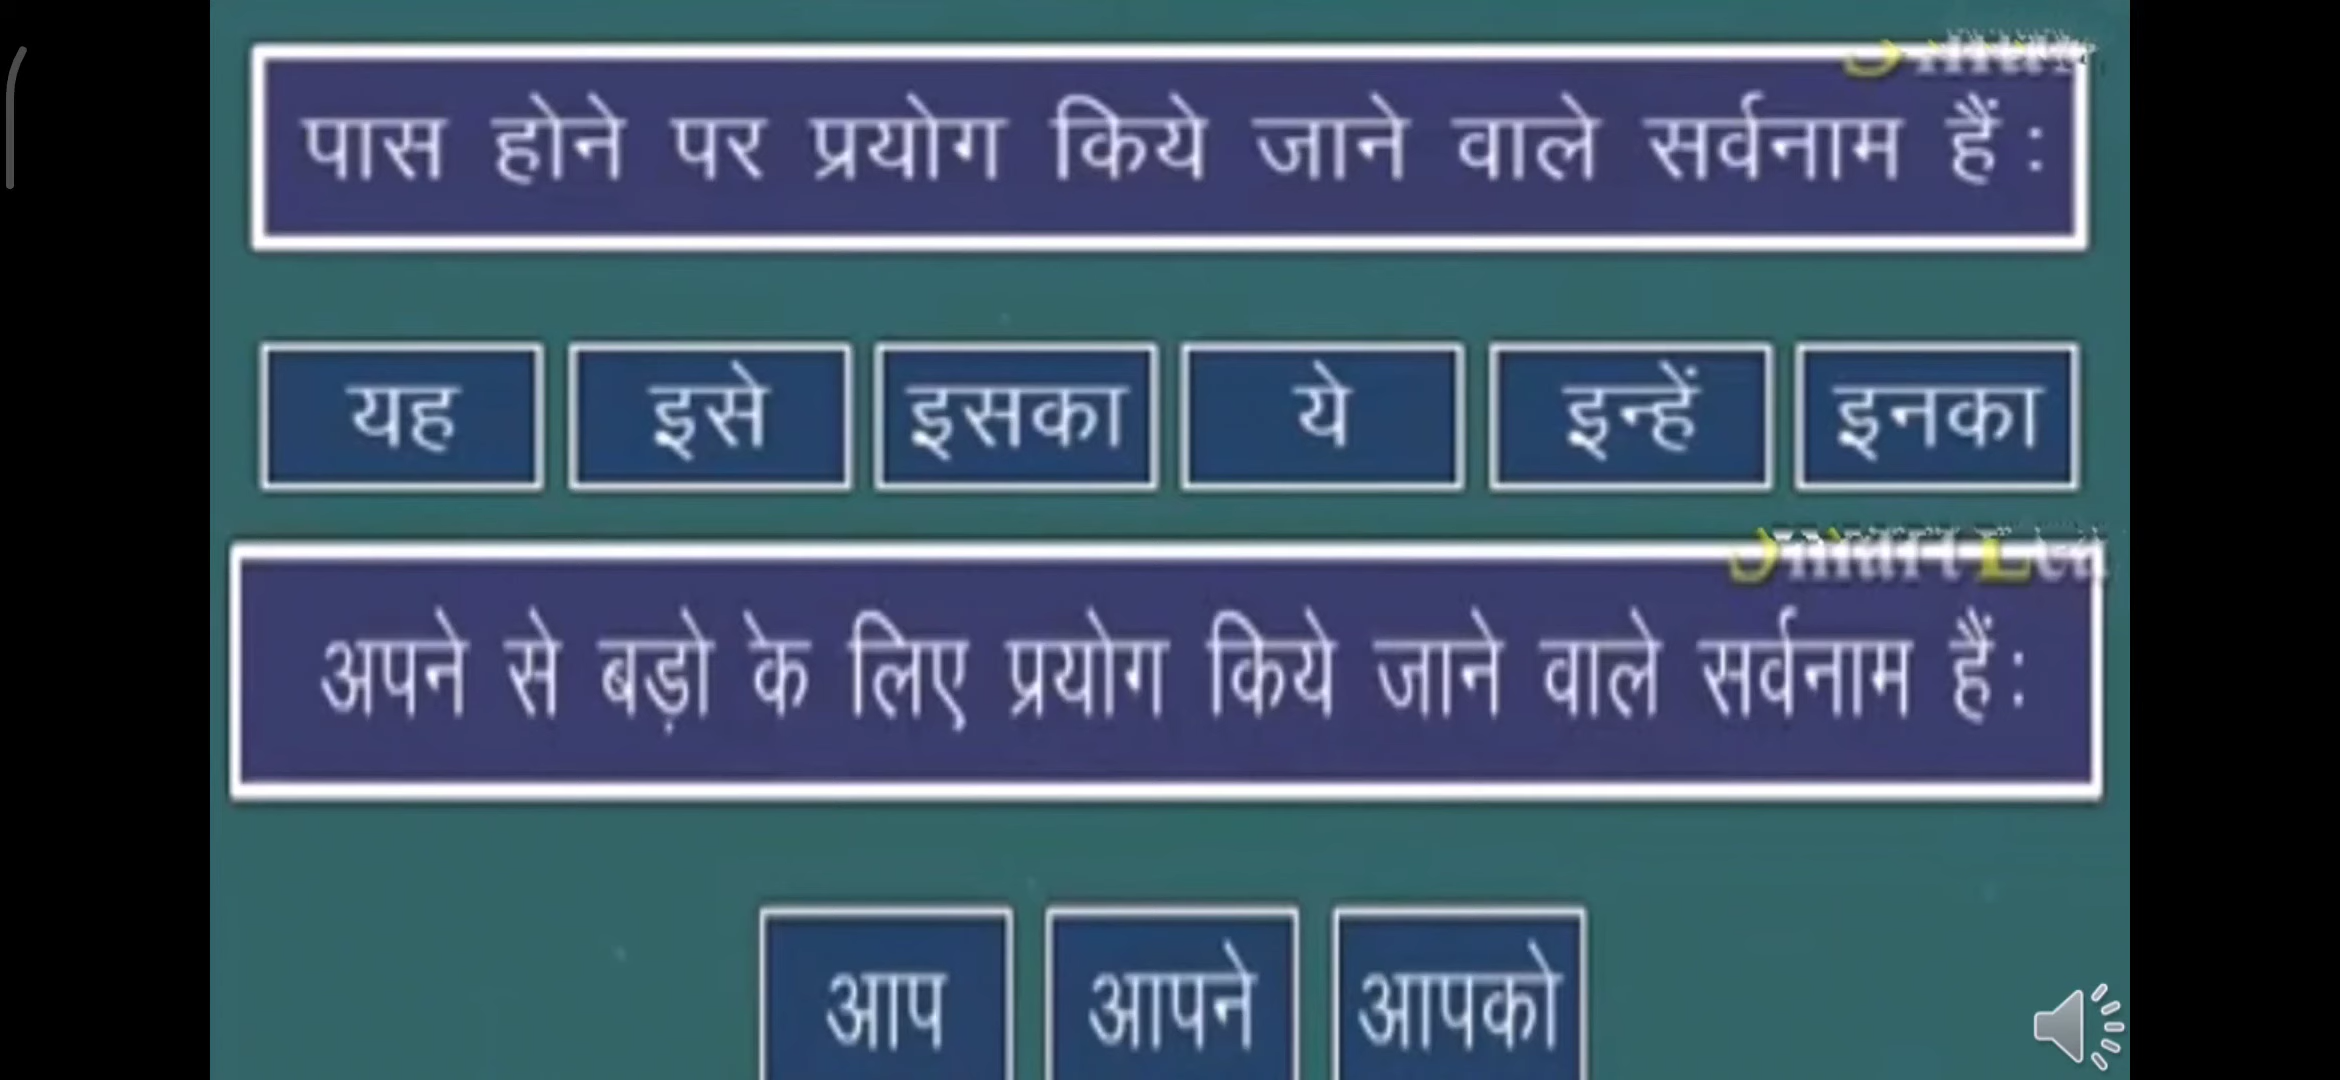 पास होने पर प्रयोग किये जाने वाले सर्वनाम हैं :
यह इसे इसका ये इन्हें इनका
अपने से बड़ो के लिए प्रयोग किये जाने वाले सर्वनाम हैं :
आप आपने आपको